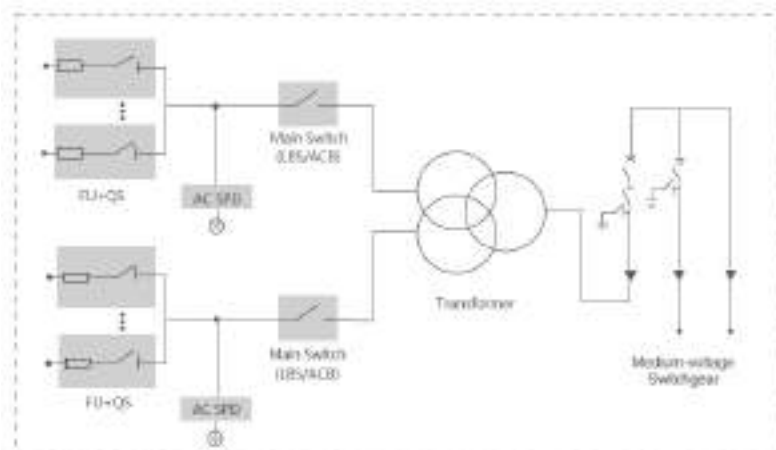 Main Switch
(LBS/ACB)
FU+QS
AC SPD
Transformer
Main Switch
(LBS/ACB)
Medium-voltage
Switchgear
FU+QS
AC SPD